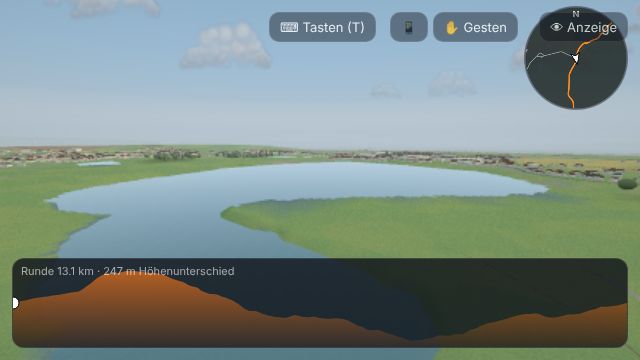 Tasten (T)
Gesten
Anzeige
N
Runde 13.1 km · 247 m Höhenunterschied